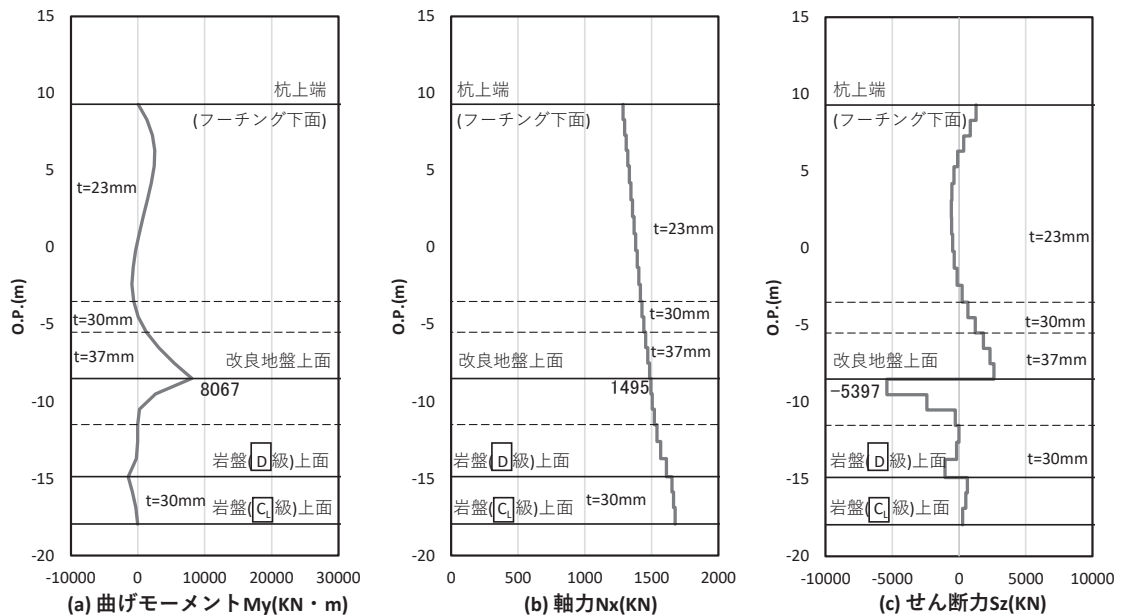 15
10
5
0
-5
-10
-15
-20
O.P.(m)
杭上端
(フーチング下面)
t=23mm
t=30mm
t=37mm
改良地盤上面
8067
岩盤(D級)上面
t=30mm
岩盤(CL級)上面
-10000 0 10000 20000 30000
(a) 曲げモーメントMy(KN・m)
15
10
5
0
-5
-10
-15
-20
O.P.(m)
杭上端
(フーチング下面)
t=23mm
t=30mm
t=37mm
改良地盤上面
1495
岩盤(D級)上面
t=30mm
岩盤(CL級)上面
0 500 1000 1500 2000
(b) 軸力Nx(KN)
15
10
5
0
-5
-10
-15
-20
O.P.(m)
杭上端
(フーチング下面)
t=23mm
t=30mm
改良地盤上面
t=37mm
-5397
岩盤(D級)上面
t=30mm
岩盤(CL級)上面
-10000 -5000 0 5000 10000
(c) せん断力Sz(KN)